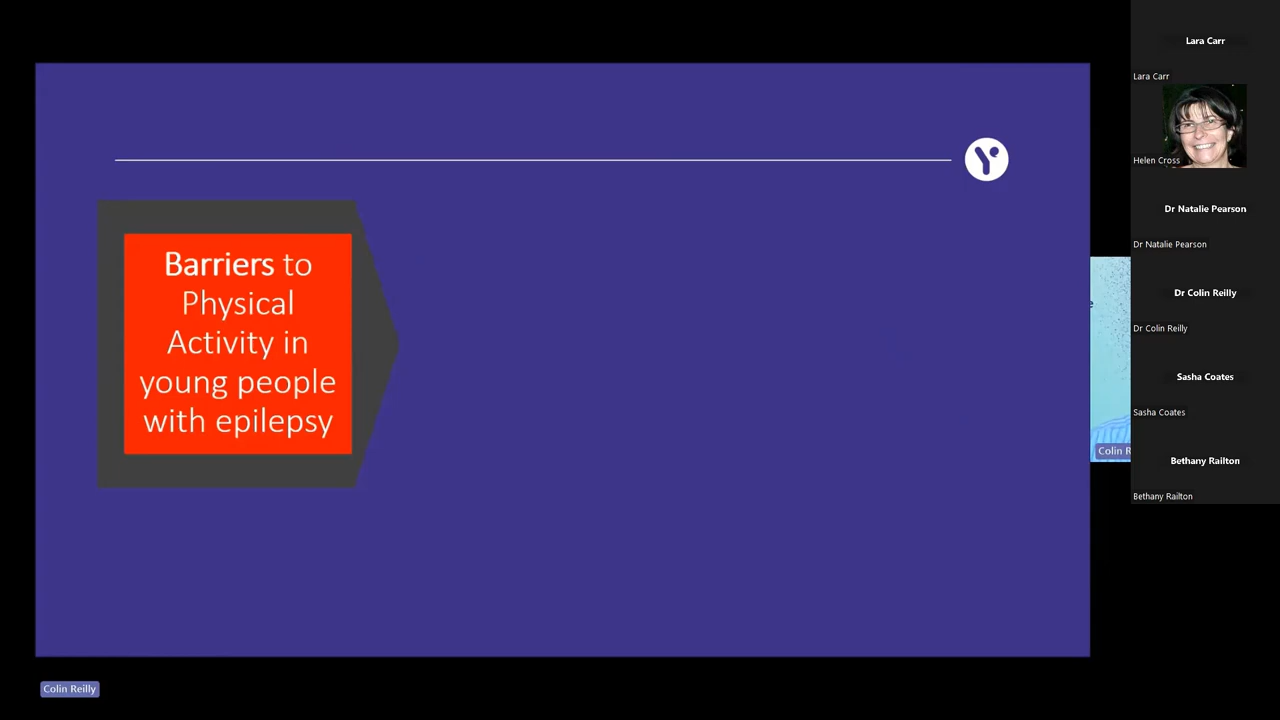 Barriers to
Physical
Activity in
young people
with epilepsy
Colin R
Colin Reilly
Lara Carr
Lara Carr
Helen Cross
Dr Natalie Pearson
Dr Natalie Pearson
Dr Colin Reilly
Dr Colin Reilly
Sasha Coates
Sasha Coates
Bethany Railton
Bethany Railton